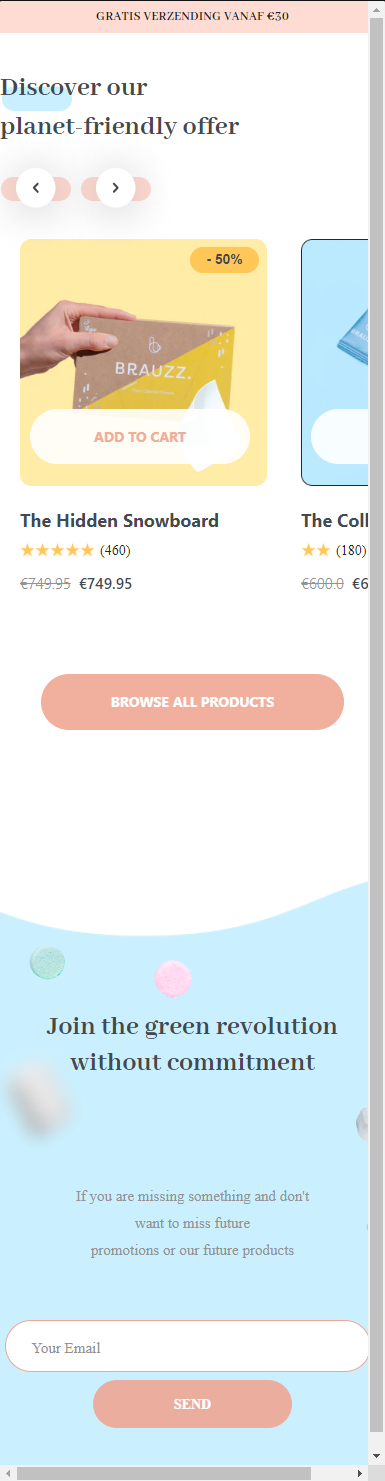 GRATIS VERZENDING VANAF €30
Discover our
planet-friendly offer
- 50%
BRAUZZ.
ADD TO CART
The Hidden Snowboard
The Coll
(460)
(180)
€749.95 €749.95
€600.0 €6
BROWSE ALL PRODUCTS
Join the green revolution
without commitment
If you are missing something and don't
want to miss future
promotions or our future products
Your Email
SEND